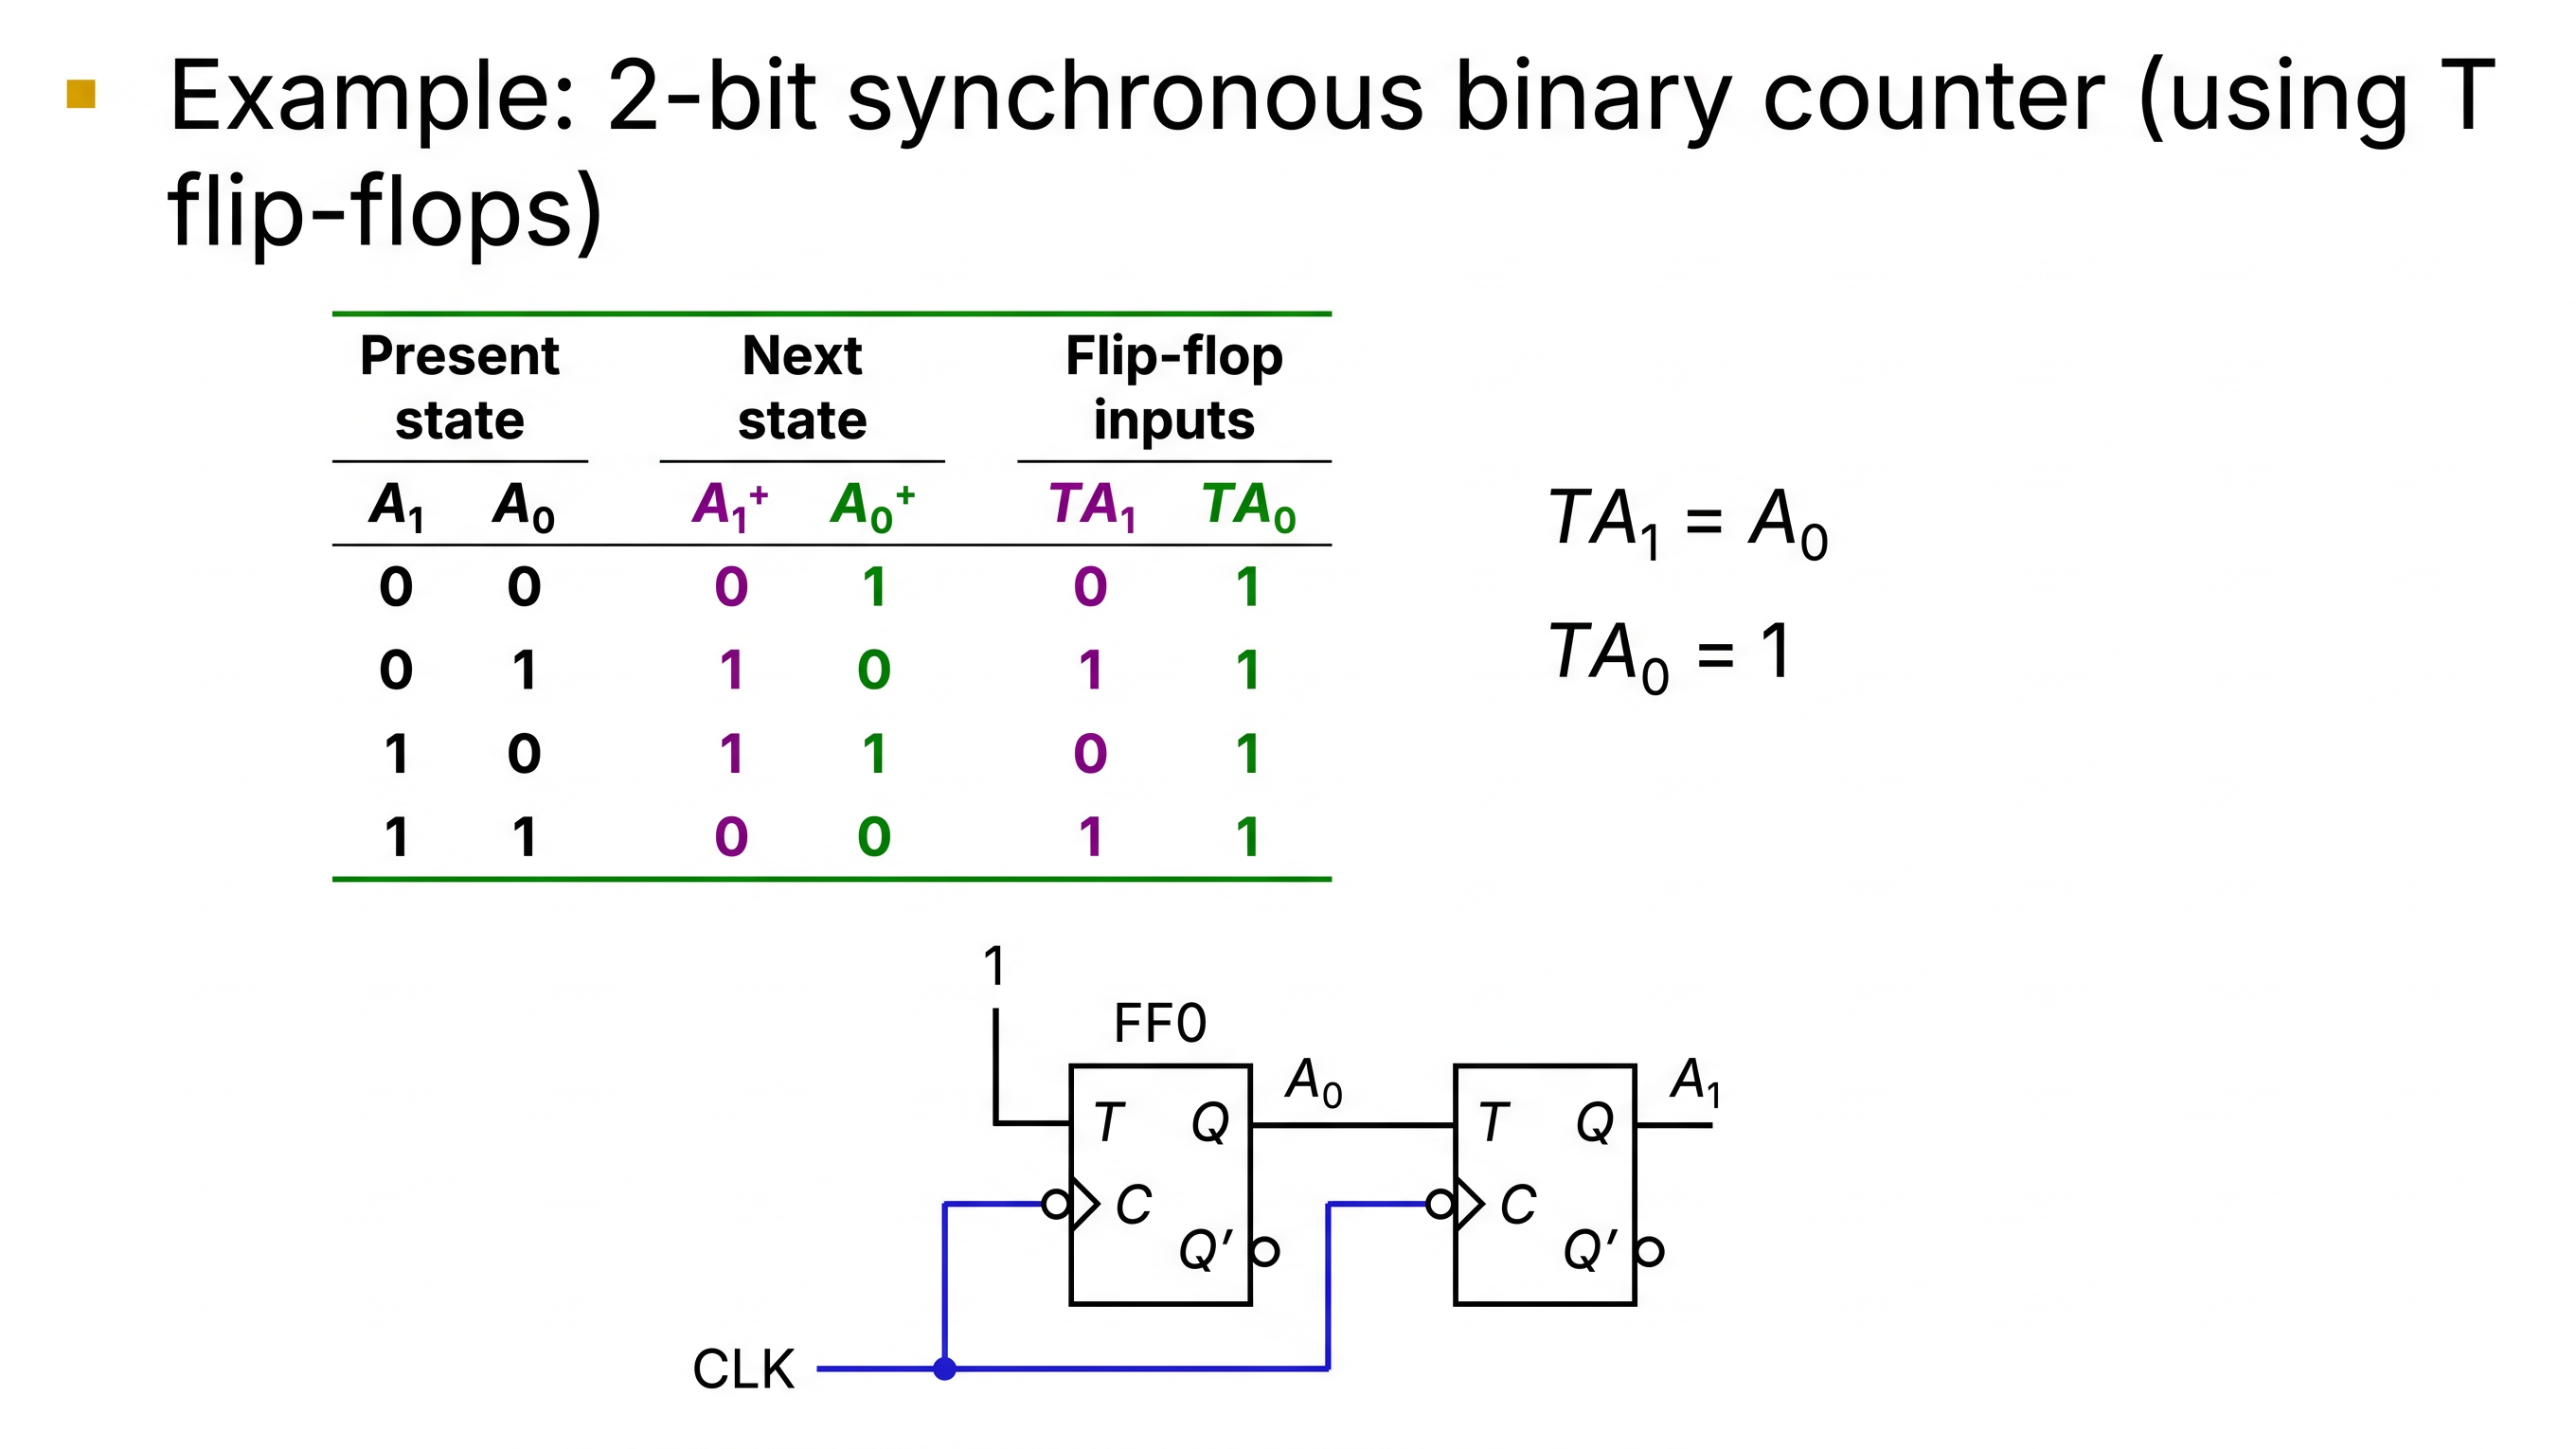 Example: 2-bit synchronous binary counter (using T
flip-flops)
Present Next Flip-flop
state state inputs
A₁ A₀ A₁⁺ A₀⁺ TA₁ TA₀
0 0 0 1 0 1
0 1 1 0 1 1
1 0 1 1 0 1
1 1 0 0 1 1
TA₁ = A₀
TA₀ = 1
1
FF0
A₀ A₁
T Q T Q
C C
Q′ Q′
CLK